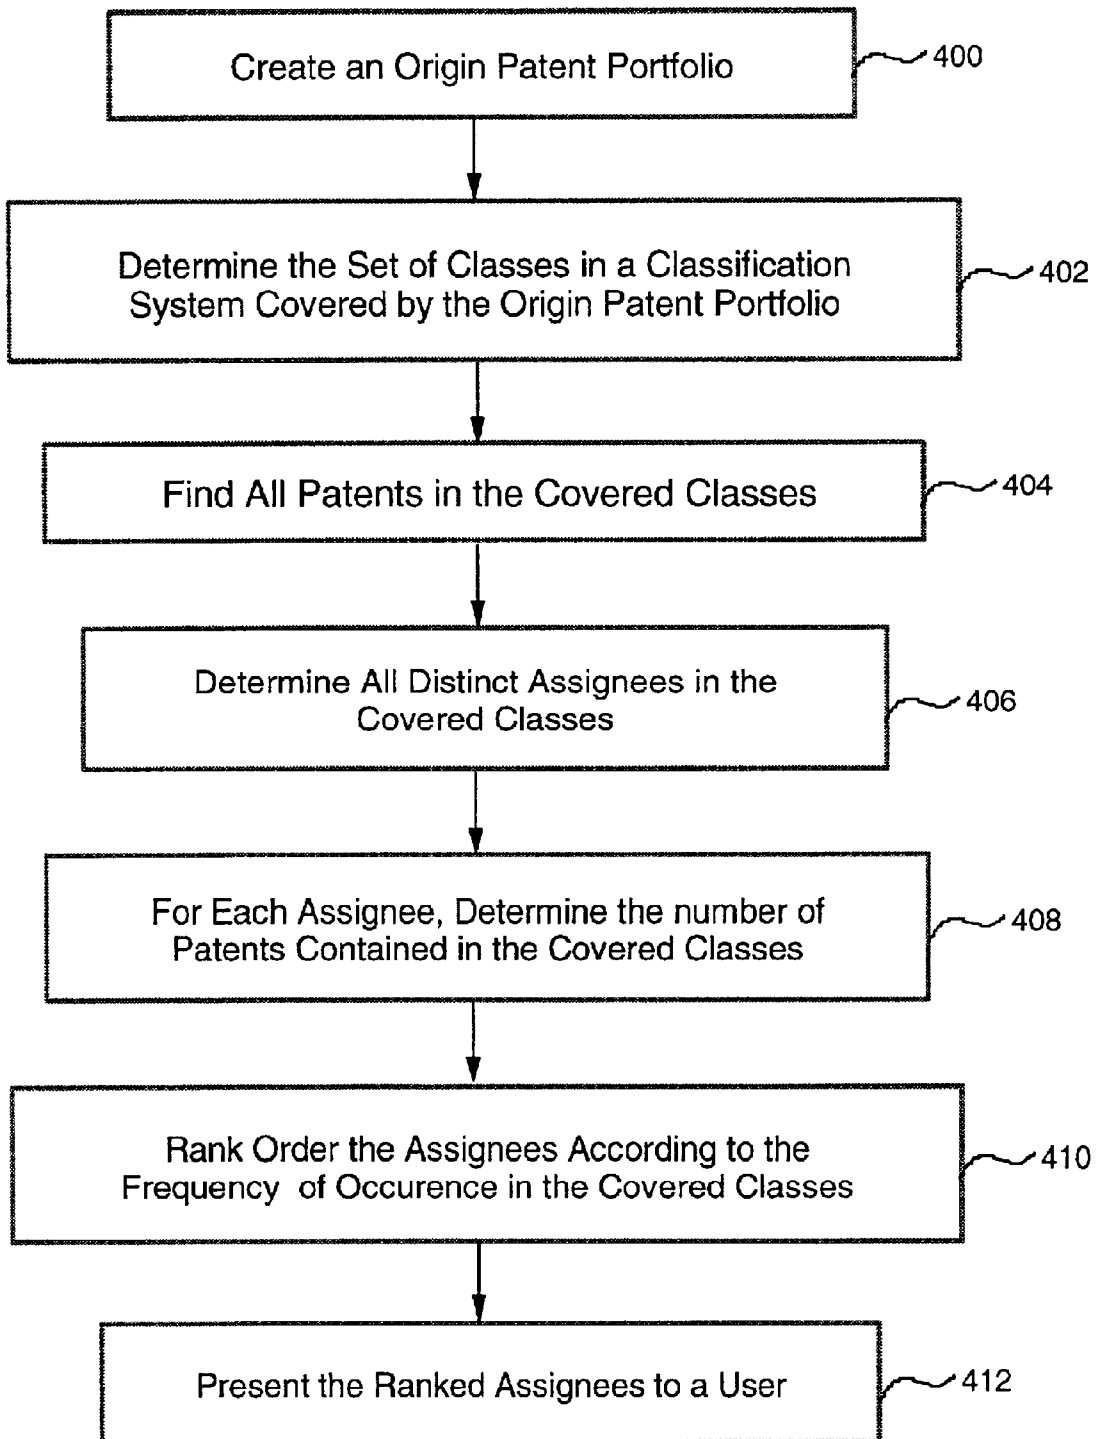 Create an Origin Patent Portfolio
400
Determine the Set of Classes in a Classification
System Covered by the Origin Patent Portfolio
402
Find All Patents in the Covered Classes
404
Determine All Distinct Assignees in the
Covered Classes
406
For Each Assignee, Determine the number of
Patents Contained in the Covered Classes
408
Rank Order the Assignees According to the
Frequency of Occurence in the Covered Classes
410
Present the Ranked Assignees to a User
412